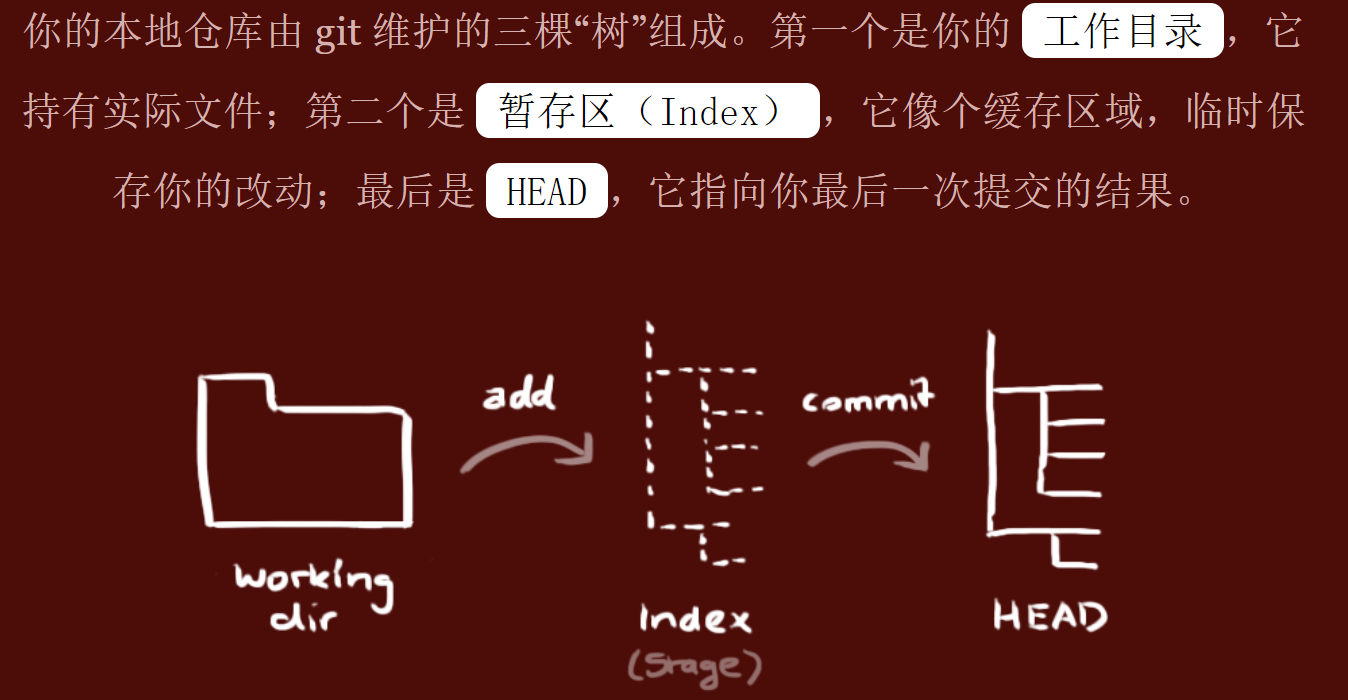 你的本地仓库由 git 维护的三棵“树”组成。第一个是你的 工作目录，它
持有实际文件；第二个是 暂存区（Index），它像个缓存区域，临时保
存你的改动；最后是 HEAD，它指向你最后一次提交的结果。
add
commit
working
dir
Index
(Stage)
HEAD